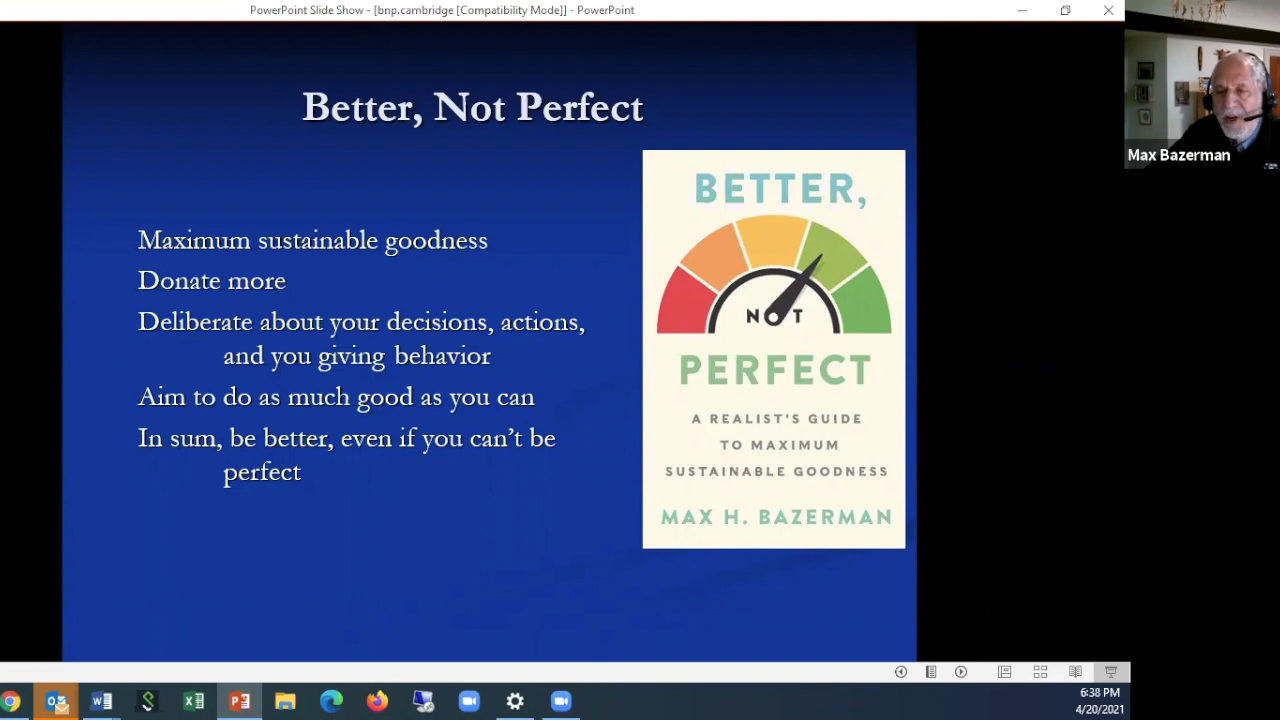 PowerPoint Slide Show - [bnp.cambridge [Compatibility Mode]] - PowerPoint
Better, Not Perfect
Maximum sustainable goodness
Donate more
Deliberate about your decisions, actions,
and you giving behavior
Aim to do as much good as you can
In sum, be better, even if you can't be
perfect
BETTER,
NOT
PERFECT
A REALIST'S GUIDE
TO MAXIMUM
SUSTAINABLE GOODNESS
MAX H. BAZERMAN
Max Bazerman
6:38 PM
4/20/2021